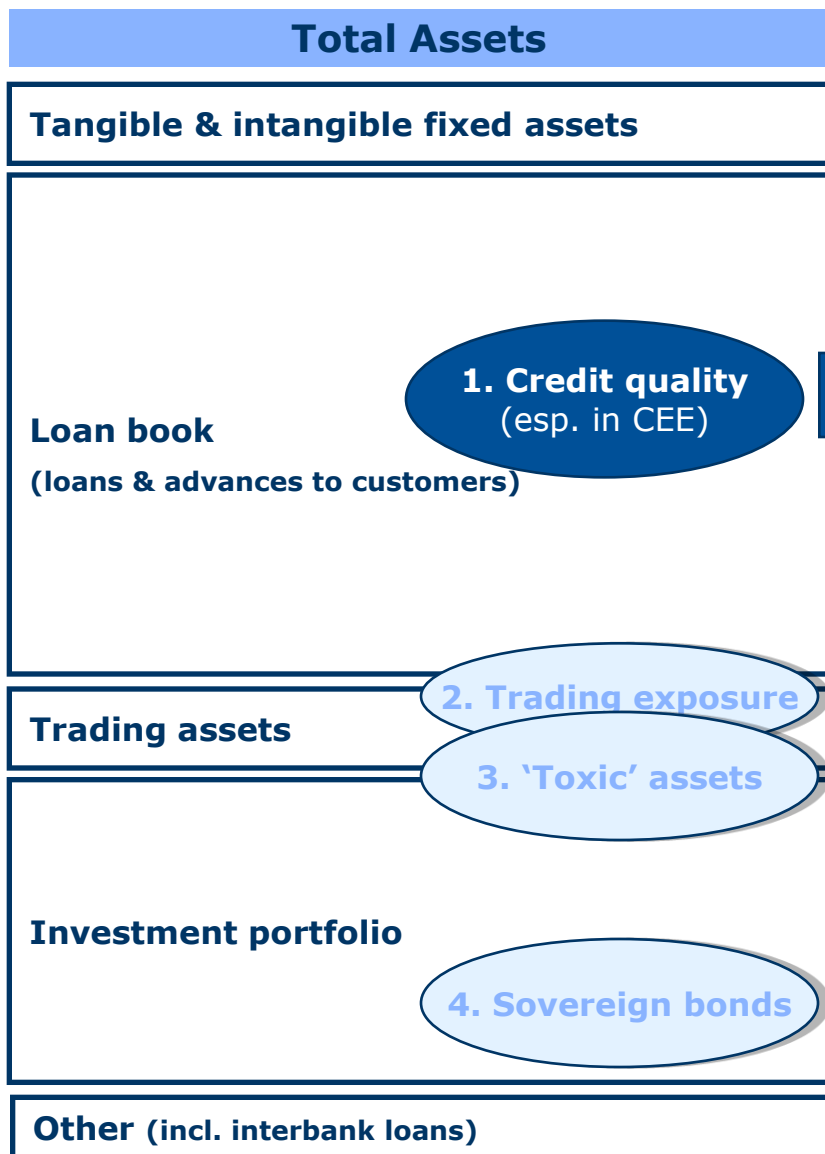 Total Assets
Tangible & intangible fixed assets
1. Credit quality
(esp. in CEE)
Loan book
(loans & advances to customers)
2. Trading exposure
Trading assets
3. ‘Toxic’ assets
Investment portfolio
4. Sovereign bonds
Other (incl. interbank loans)